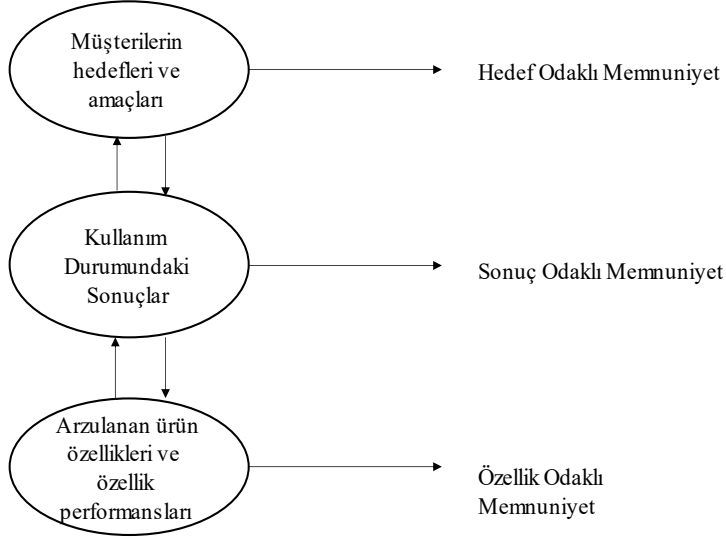 Müşterilerin
hedefleri ve
amaçları
Hedef Odaklı Memnuniyet
Kullanım
Durumundaki
Sonuçlar
Sonuç Odaklı Memnuniyet
Arzulanan ürün
özellikleri ve
özellik
performansları
Özellik Odaklı
Memnuniyet